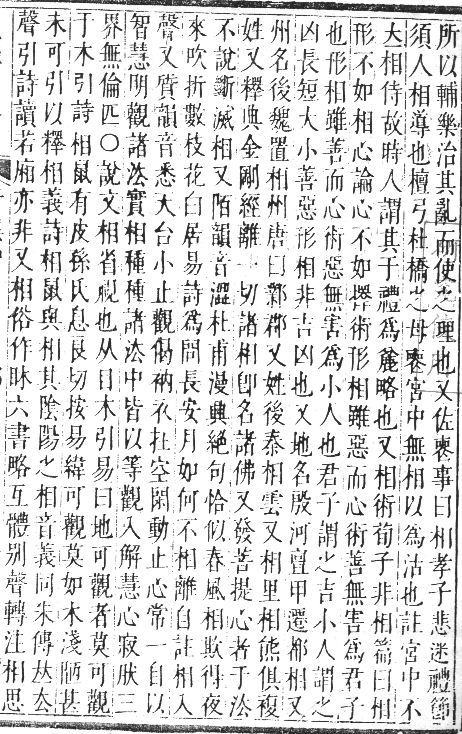 所以輔樂治其亂而使之理也又佐喪事曰相孝子悲迷禮節
須人相導也檀弓杜橋之母喪宮中無相以爲沽也註宮中不
大相侍故時人謂其于禮爲麄略也又相術荀子非相篇曰相
形不如相心論心不如擇術形相雖惡而心術善無害爲君子
也形相雖善而心術惡無害爲小人也君子謂之吉小人謂之
凶長短大小善惡形相非吉凶也又地名殷河亶甲遷都相又
州名後魏置相州唐曰鄴郡又姓後秦相雲又相里相熊俱複
姓又釋典金剛經離一切諸相卽名諸佛又發菩提心者于法
不說斷滅相又陌韻音澀杜甫漫興絕句恰似春風相欺得夜
來吹折數枝花白居易詩爲問長安月如何不相離自註相入
聲又質韻音悉天台小止觀偈衲衣在空閑動止心常一自以
智慧明觀諸法實相種種諸法中皆以等觀入解慧心寂肰三
界無倫匹〇說文相省視也从目木引易曰地可觀者莫可觀
于木引詩相鼠有皮孫氏息良切按易緯可觀莫如木淺陋甚
未可引以釋相義詩相鼠與相其陰陽之相音義同朱傳厺厺
聲引詩讀若廂亦非又相俗作眿六書略互體别聲轉注相思